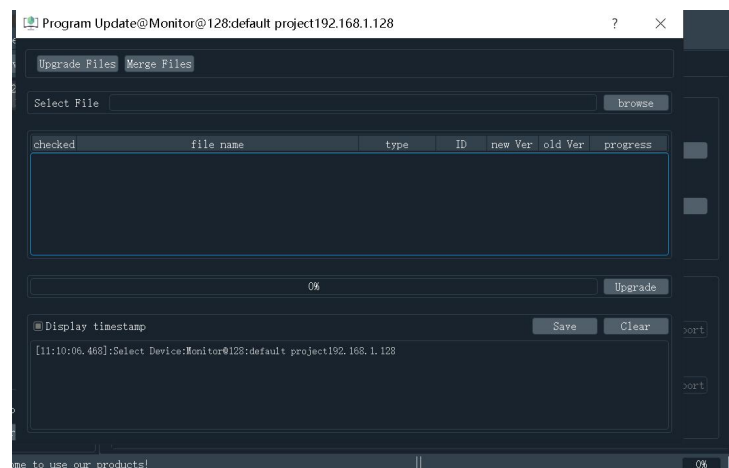 Program Update@Monitor@128:default project192.168.1.128 ?
Upgrade Files Merge Files
Select File browse
checked file name type ID new Ver old Ver progress
0% Upgrade
Display timestamp Save Clear
[11:10:06.468]:Select Device:Monitor@128:default project192.168.1.128
ome to use our products! 0%